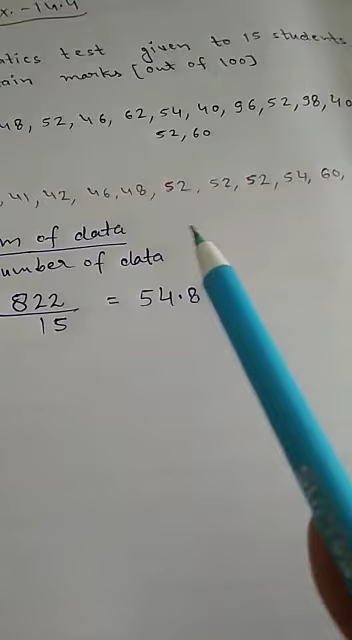 x. - 14.4
atics test given to 15 students
ain marks [out of 100]
48, 52, 46, 62, 54, 40, 96, 52, 98, 40
52, 60
, 41, 42, 46, 48, 52, 52, 52, 54, 60,
m of data
umber of data
822
15
= 54.8